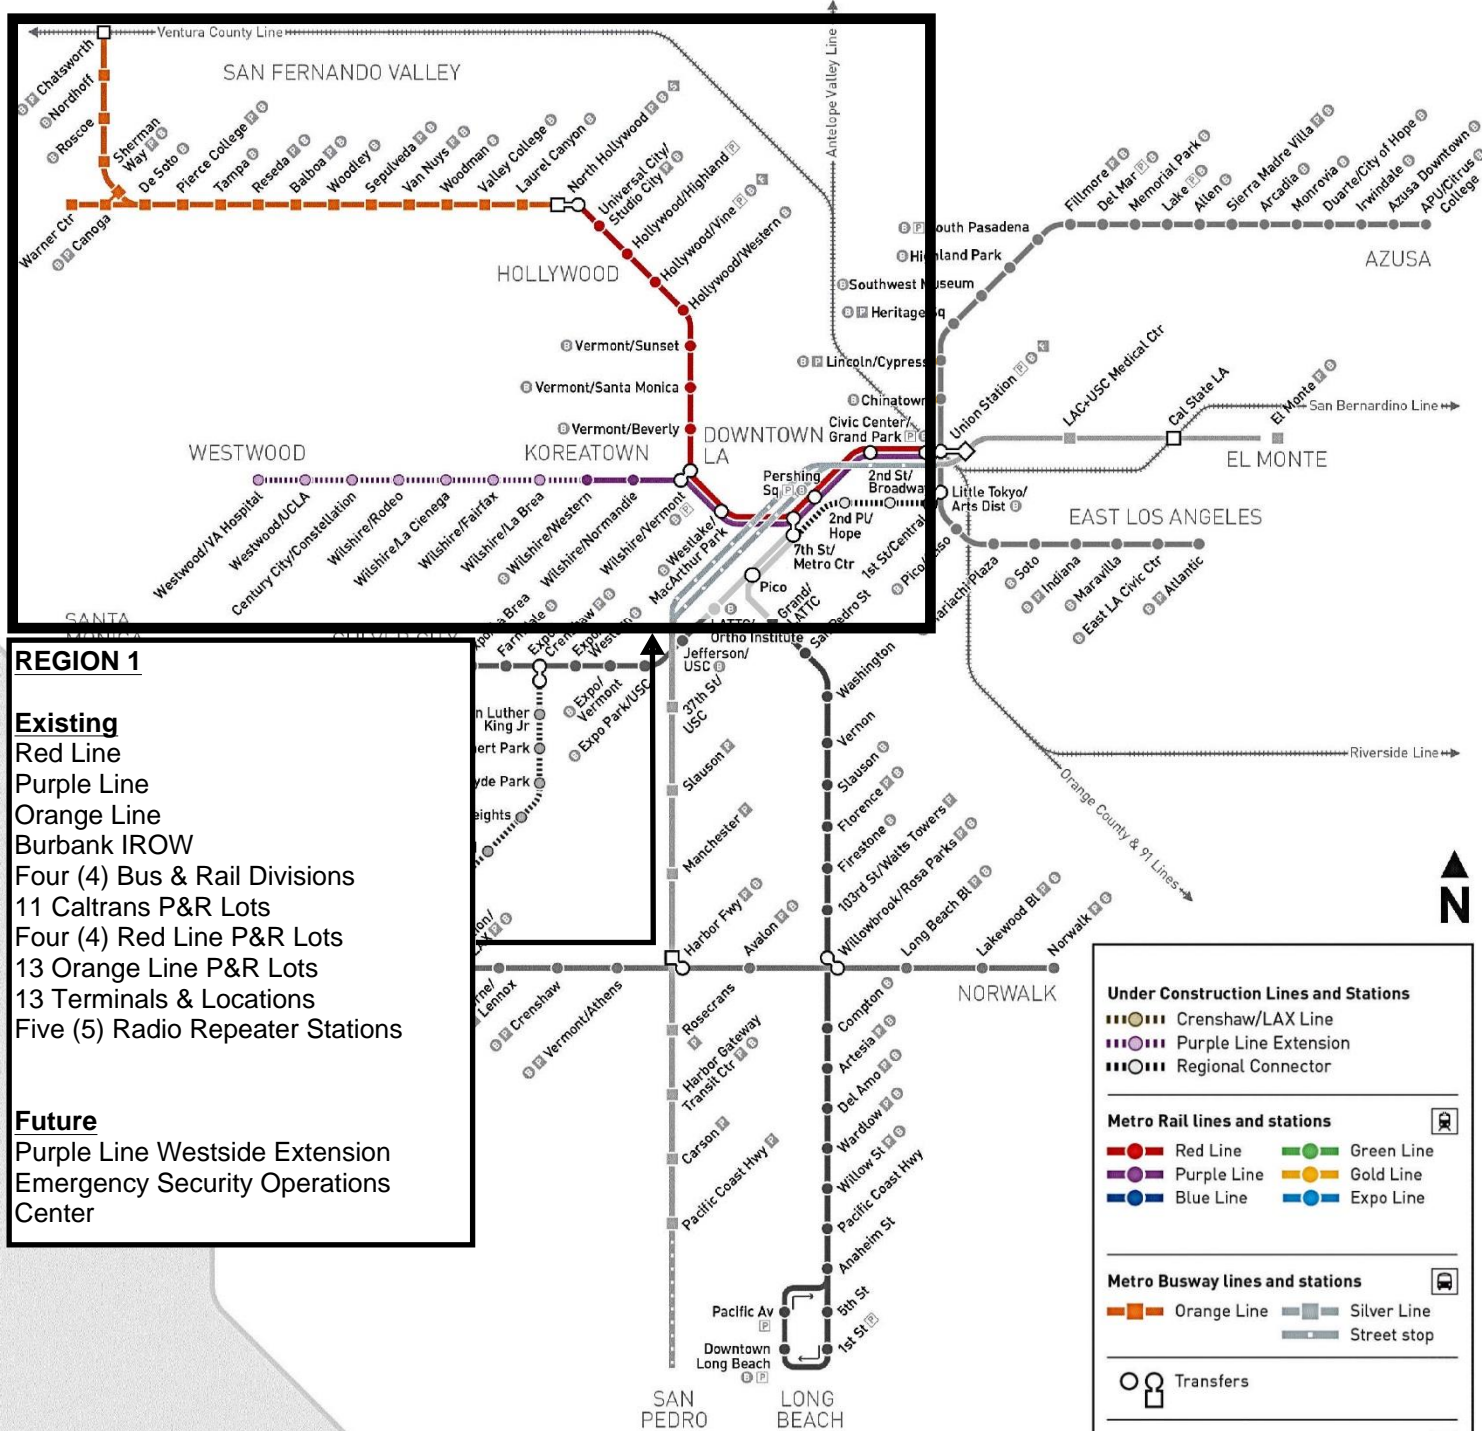 Ventura County Line
Antelope Valley Line
SAN FERNANDO VALLEY
Chatsworth
Nordhoff
Roscoe
Sherman
Way
De Soto
Pierce College
Tampa
Reseda
Balboa
Woodley
Sepulveda
Van Nuys
Woodman
Valley College
Laurel Canyon
North Hollywood
Warner Ctr
Canoga
Universal City/
Studio City
Hollywood/Highland
Hollywood/Vine
Hollywood/Western
HOLLYWOOD
Vermont/Sunset
Vermont/Santa Monica
Vermont/Beverly
Fillmore
Del Mar
Memorial Park
Lake
Allen
Sierra Madre Villa
Arcadia
Monrovia
Duarte/City of Hope
Irwindale
Azusa Downtown
APU/Citrus
College
AZUSA
South Pasadena
Highland Park
Southwest Museum
Heritage Sq
Lincoln/Cypress
Chinatown
Union Station
LAC+USC Medical Ctr
Cal State LA
El Monte
San Bernardino Line
EL MONTE
WESTWOOD
KOREATOWN
DOWNTOWN
LA
Civic Center/
Grand Park
Pershing
Sq
2nd St/
Broadway
Little Tokyo/
Arts Dist
EAST LOS ANGELES
Westwood/VA Hospital
Westwood/UCLA
Century City/Constellation
Wilshire/Rodeo
Wilshire/La Cienega
Wilshire/Fairfax
Wilshire/La Brea
Wilshire/Western
Wilshire/Normandie
Wilshire/Vermont
Westlake/
MacArthur Park
2nd Pl/
Hope
7th St/
Metro Ctr
1st St/Central
Pico
Grand/
LATTC
San Pedro St
Mariachi Plaza
Soto
Indiana
Maravilla
East LA Civic Ctr
Atlantic
SANTA
LATTC/
Ortho Institute
Jefferson/
USC
Expo/
Vermont
Expo Park/USC
Crenshaw
Western
Washington
Vernon
Slauson
Florence
Firestone
103rd St/Watts Towers
Willowbrook/Rosa Parks
n Luther
King Jr
ert Park
yde Park
eights
37th St/
USC
Slauson
Manchester
Harbor Fwy
Avalon
Long Beach Bl
Lakewood Bl
Norwalk
NORWALK
Riverside Line
Orange County & 91 Lines
N
Lennox
Crenshaw
Vermont/Athens
Rosecrans
Harbor Gateway
Transit Ctr
Carson
Pacific Coast Hwy
Compton
Artesia
Del Amo
Wardlow
Willow St
Pacific Coast Hwy
Anaheim St
5th St
1st St
Pacific Av
Downtown
Long Beach
SAN
PEDRO
LONG
BEACH
REGION 1
Existing
Red Line
Purple Line
Orange Line
Burbank IROW
Four (4) Bus & Rail Divisions
11 Caltrans P&R Lots
Four (4) Red Line P&R Lots
13 Orange Line P&R Lots
13 Terminals & Locations
Five (5) Radio Repeater Stations
Future
Purple Line Westside Extension
Emergency Security Operations
Center
Under Construction Lines and Stations
Crenshaw/LAX Line
Purple Line Extension
Regional Connector
Metro Rail lines and stations
Red Line
Green Line
Purple Line
Gold Line
Blue Line
Expo Line
Metro Busway lines and stations
Orange Line
Silver Line
Street stop
Transfers